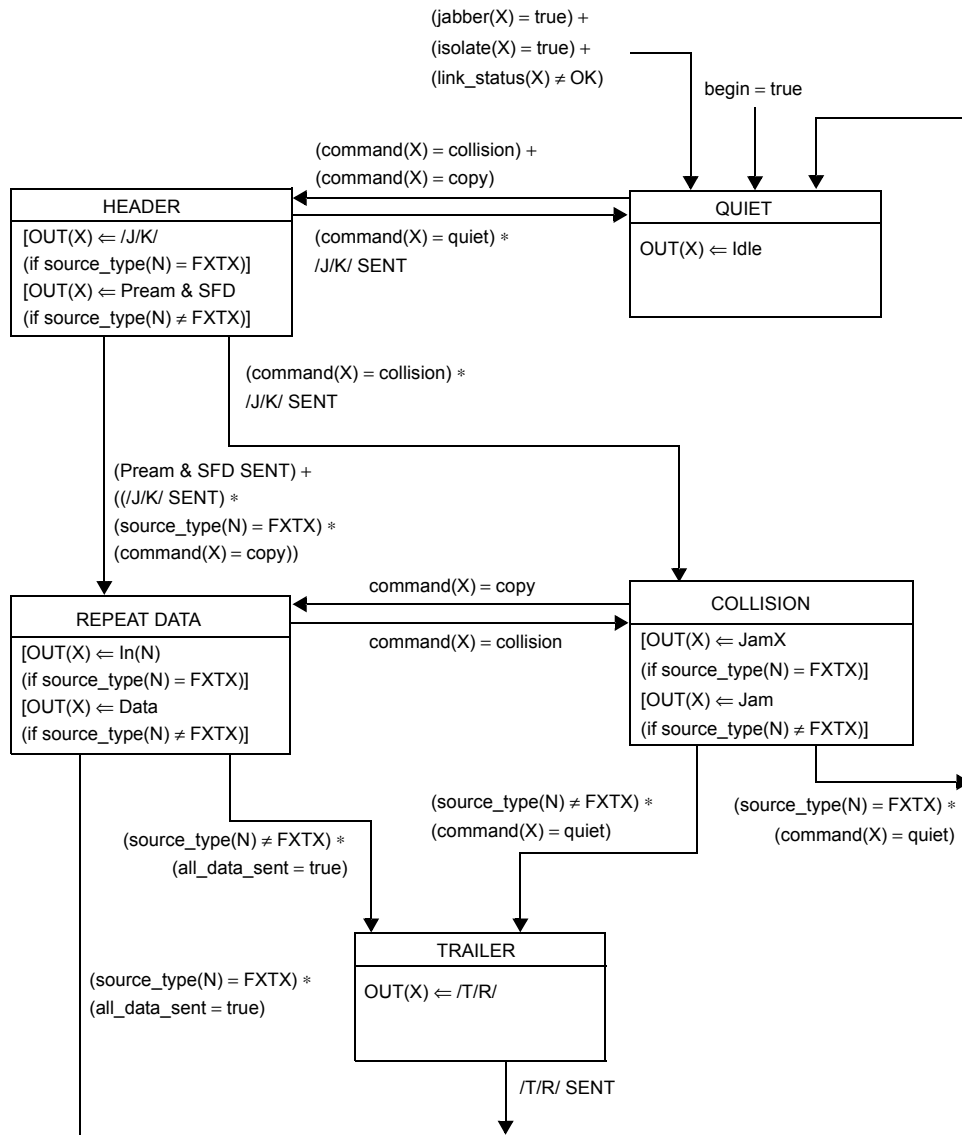 (jabber(X) = true) +
(isolate(X) = true) +
(link_status(X) ≠ OK)
begin = true
(command(X) = collision) +
(command(X) = copy)
HEADER
[OUT(X) ⇐ /J/K/
(if source_type(N) = FXTX)]
[OUT(X) ⇐ Pream & SFD
(if source_type(N) ≠ FXTX)]
(command(X) = quiet) *
/J/K/ SENT
QUIET
OUT(X) ⇐ Idle
(command(X) = collision) *
/J/K/ SENT
(Pream & SFD SENT) +
((/J/K/ SENT) *
(source_type(N) = FXTX) *
(command(X) = copy))
command(X) = copy
command(X) = collision
REPEAT DATA
[OUT(X) ⇐ In(N)
(if source_type(N) = FXTX)]
[OUT(X) ⇐ Data
(if source_type(N) ≠ FXTX)]
COLLISION
[OUT(X) ⇐ JamX
(if source_type(N) = FXTX)]
[OUT(X) ⇐ Jam
(if source_type(N) ≠ FXTX)]
(source_type(N) ≠ FXTX) *
(all_data_sent = true)
(source_type(N) ≠ FXTX) *
(command(X) = quiet)
(source_type(N) = FXTX) *
(command(X) = quiet)
(source_type(N) = FXTX) *
(all_data_sent = true)
TRAILER
OUT(X) ⇐ /T/R/
/T/R/ SENT